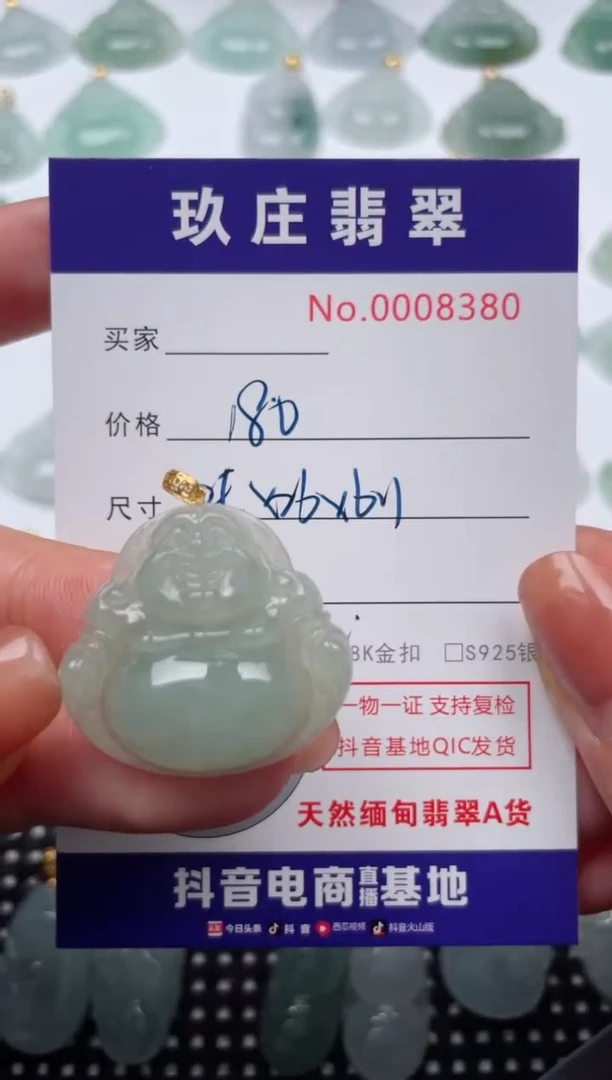 玖庄翡翠
No.0008380
买家
价格 180
尺寸
8K金扣 □S925银
一物一证 支持复检
抖音基地QIC发货
天然缅甸翡翠A货
抖音电商直播基地
头条 今日头条 抖音 西瓜视频 抖音火山版